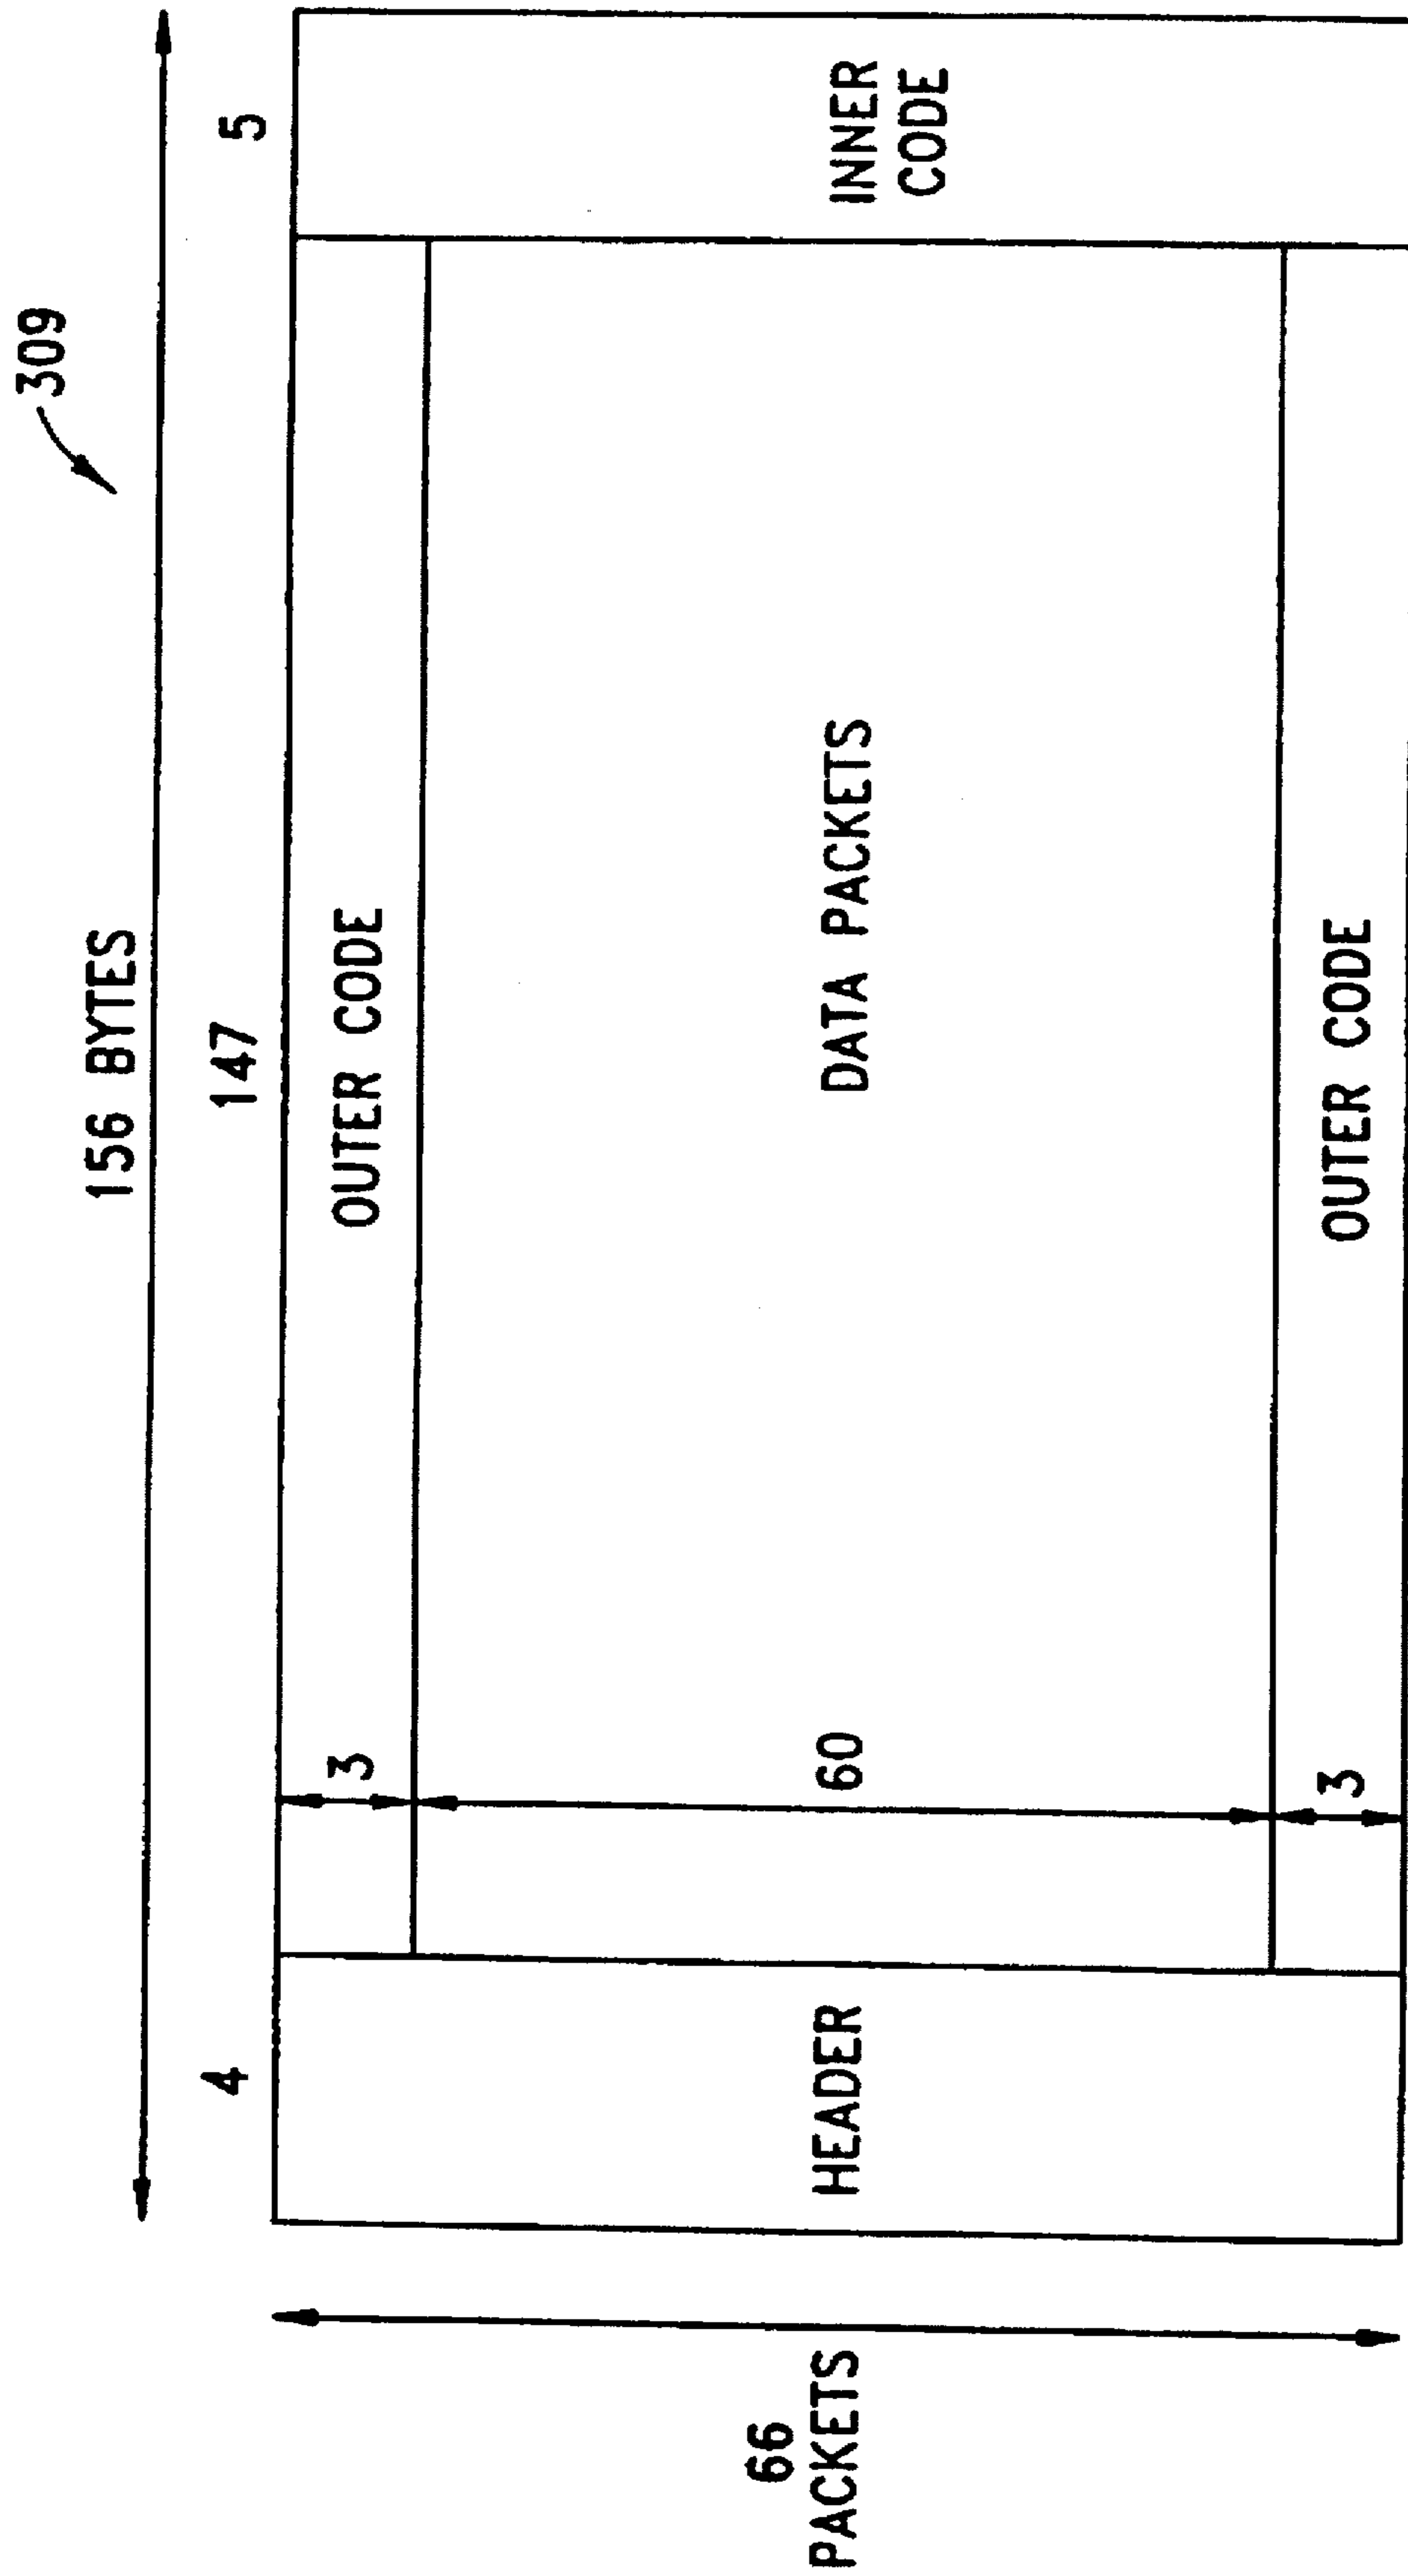 309
156 BYTES
4
147
5
OUTER CODE
3
66
PACKETS
HEADER
60
DATA PACKETS
INNER
CODE
3
OUTER CODE